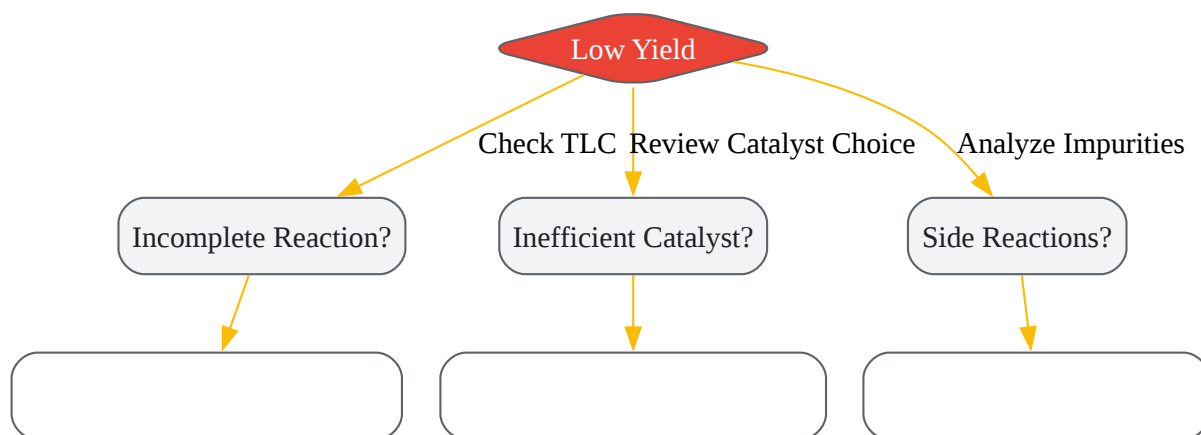 Low Yield
Check TLC
Review Catalyst Choice
Analyze Impurities
Incomplete Reaction?
Inefficient Catalyst?
Side Reactions?